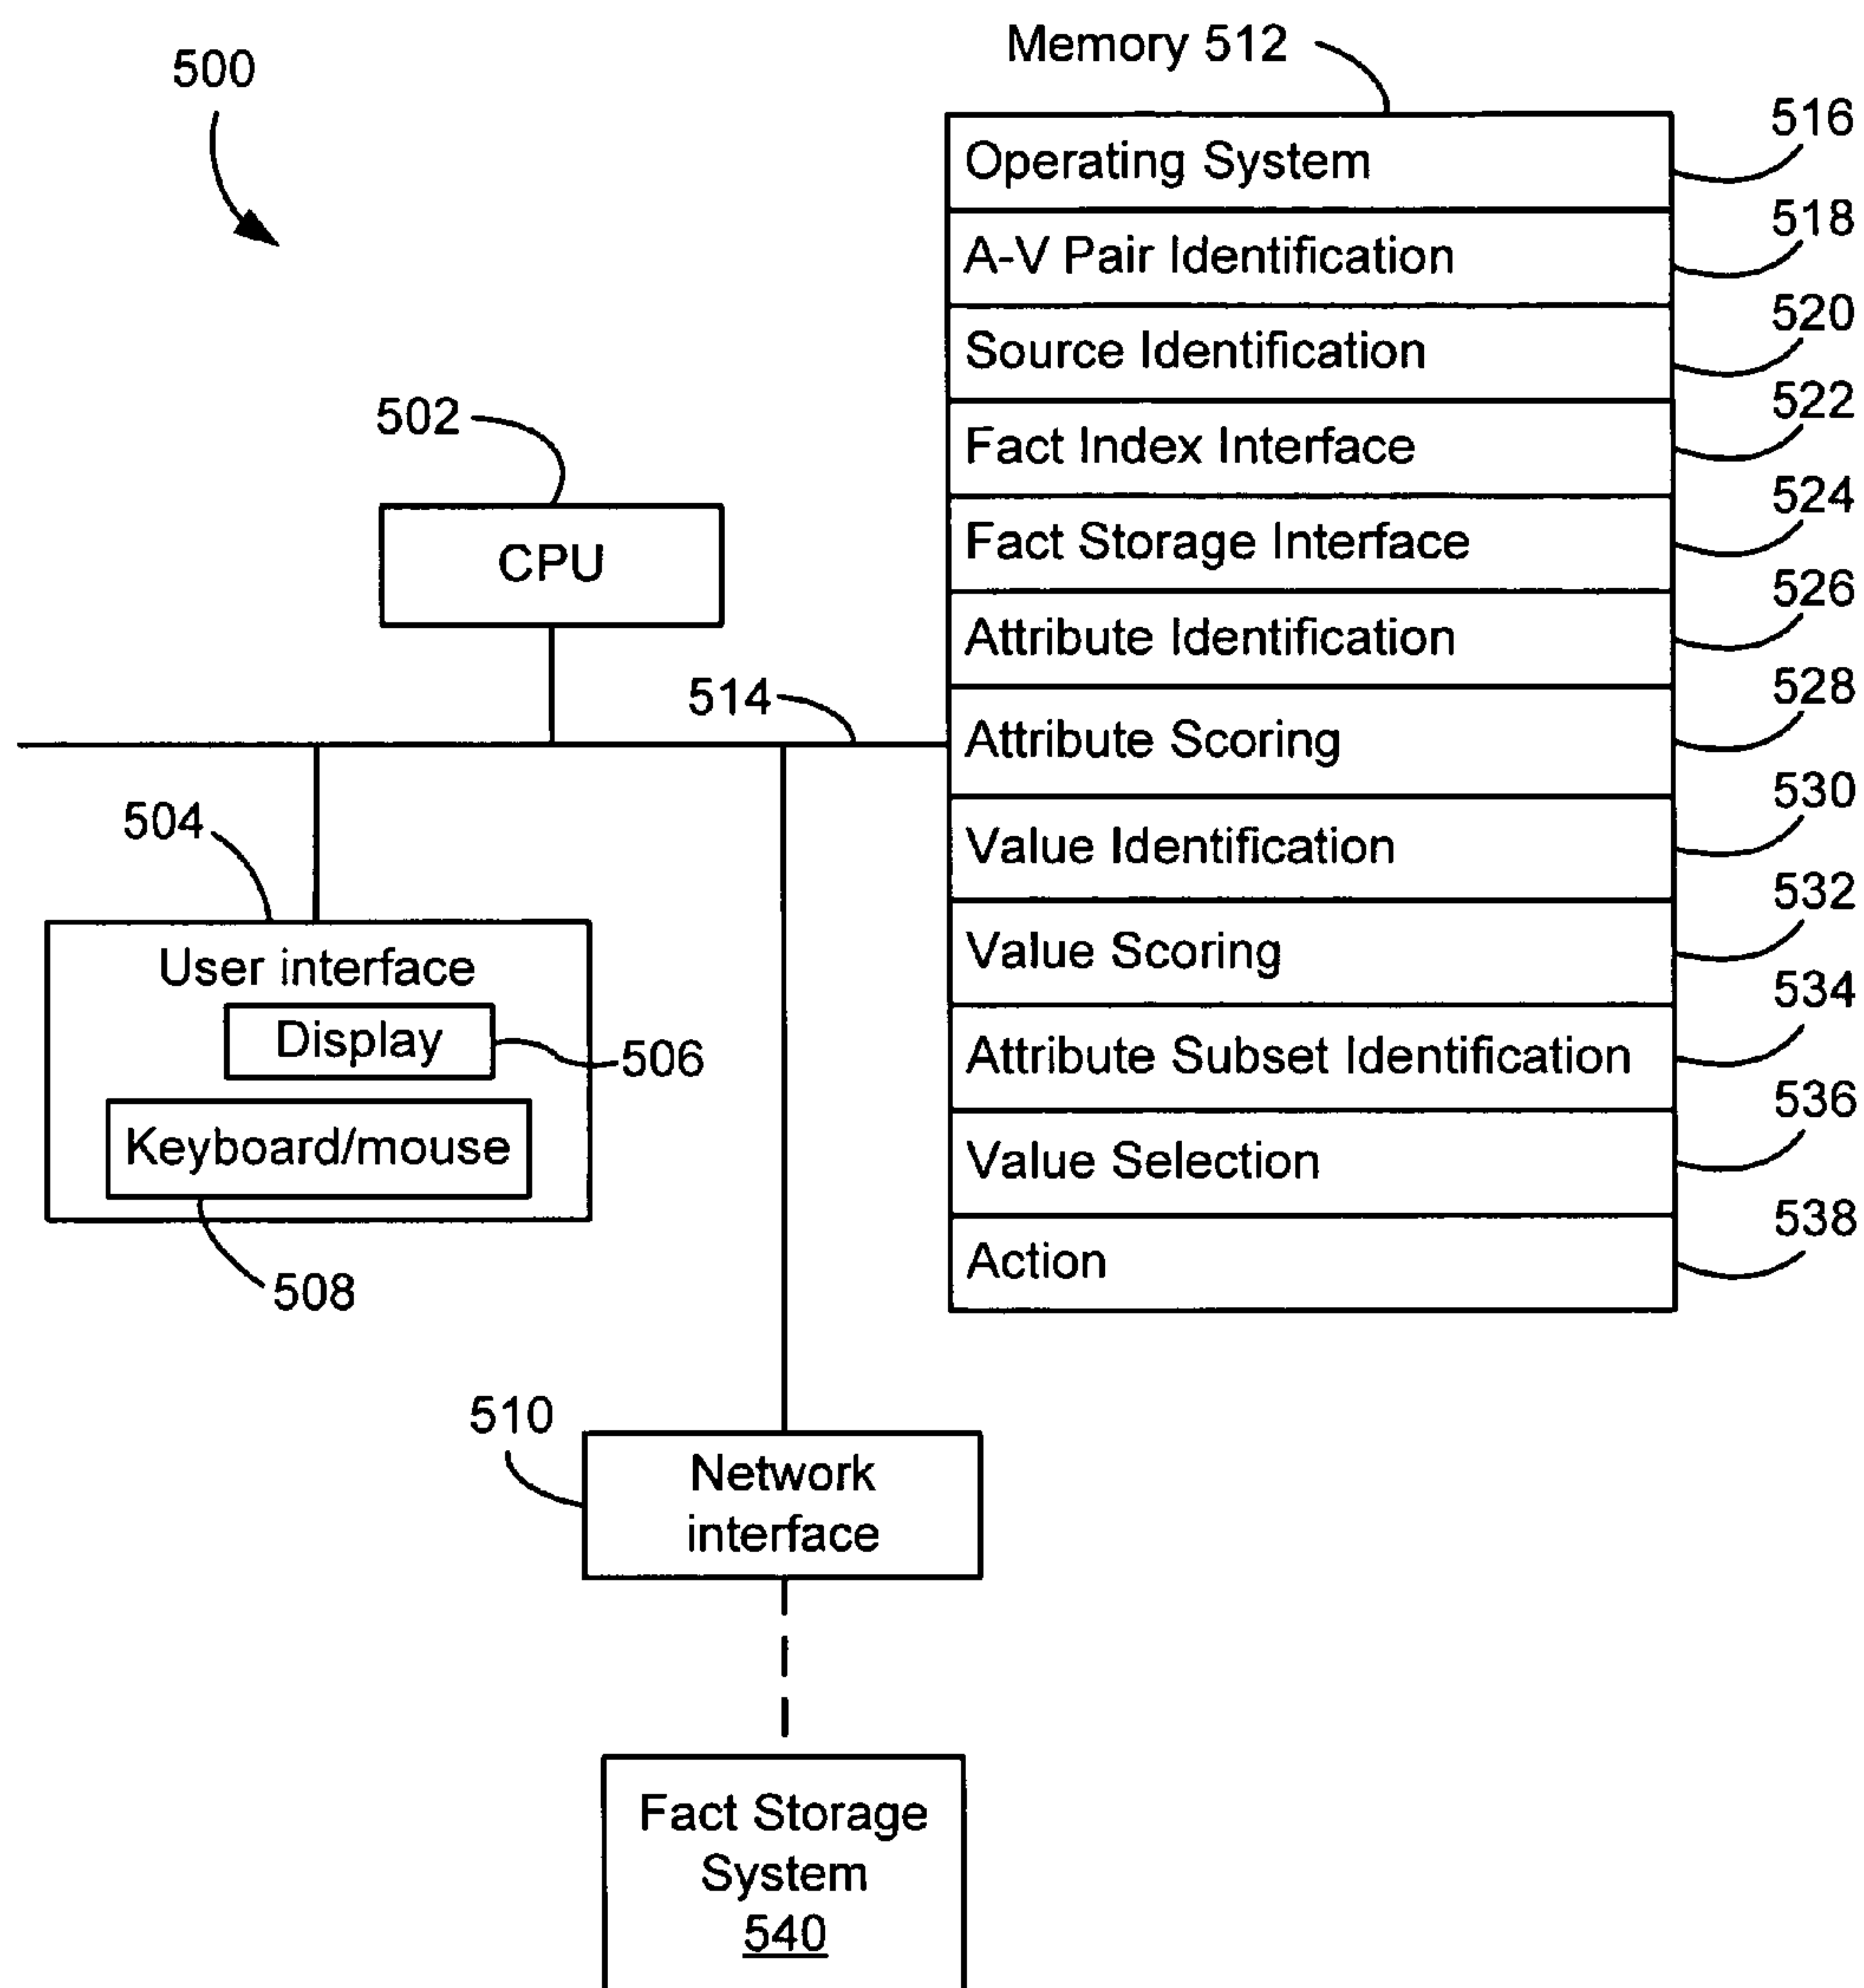 500
Memory 512
Operating System
516
A-V Pair Identification
518
Source Identification
520
Fact Index Interface
522
Fact Storage Interface
524
Attribute Identification
526
Attribute Scoring
528
Value Identification
530
Value Scoring
532
Attribute Subset Identification
534
Value Selection
536
Action
538
502
CPU
514
504
User interface
Display
506
Keyboard/mouse
508
510
Network
interface
Fact Storage
System
540